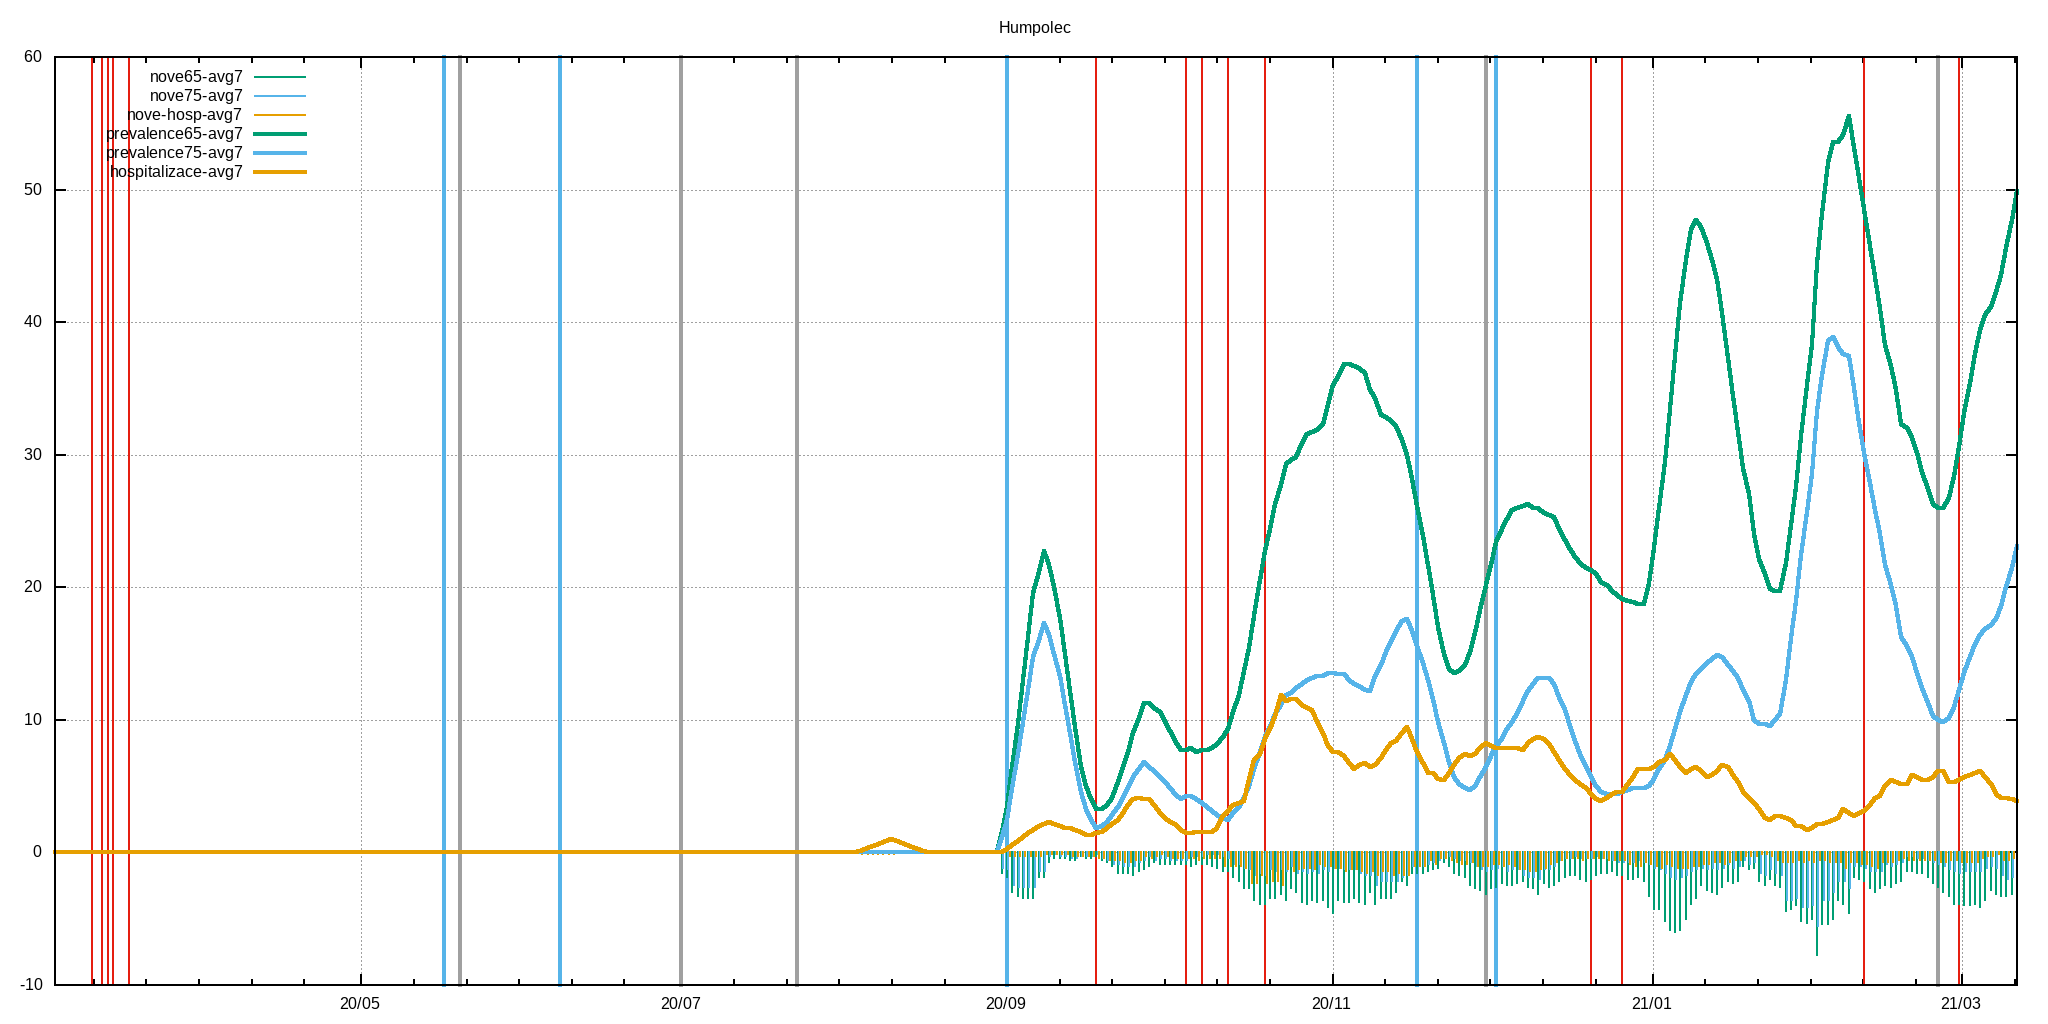 Humpolec
60
50
40
30
20
10
0
-10
nove65-avg7
nove75-avg7
nove-hosp-avg7
prevalence65-avg7
prevalence75-avg7
hospitalizace-avg7
20/05 20/07 20/09 20/11 21/01 21/03